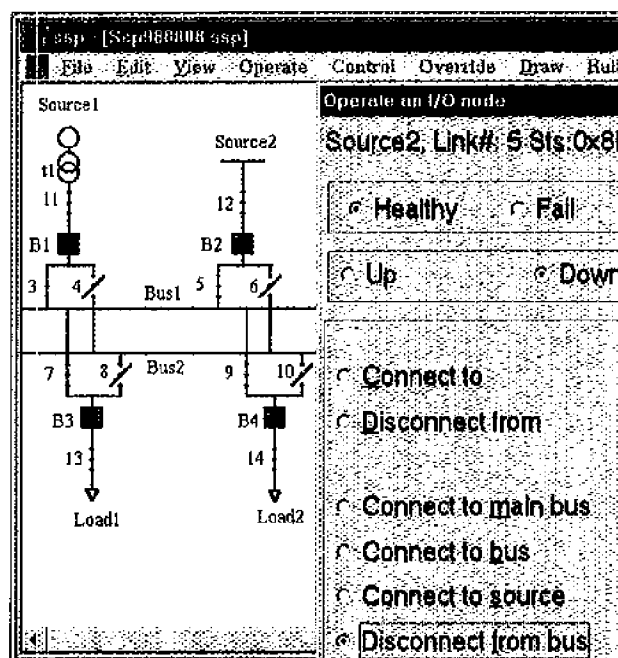 ssp - [Ssp980808.ssp]
File Edit View Operate Control Override Draw
Source1
t1
11
B1
3 4
Source2
12
B2
5 6
Bus1
7 8
Bus2
9 10
B3
B4
13
14
Load1
Load2
Operate an I/O node
Source2, Link#: 5 Sts:0x8
Healthy Fail
Up Down
Connect to
Disconnect from
Connect to main bus
Connect to bus
Connect to source
Disconnect from bus